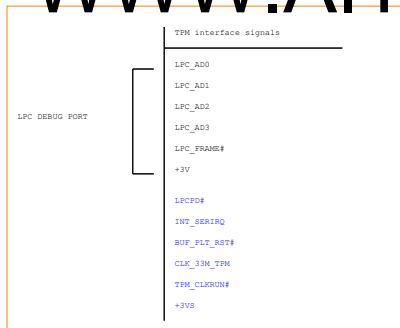 TPM interface signals
LPC_AD0
LPC_AD1
LPC_AD2
LPC_AD3
LPC_FRAME#
+3V
LPC DEBUG PORT
LPCPD#
INT_SERIRQ
BUF_PLT_RST#
CLK_33M_TPM
TPM_CLKRUN#
+3VS